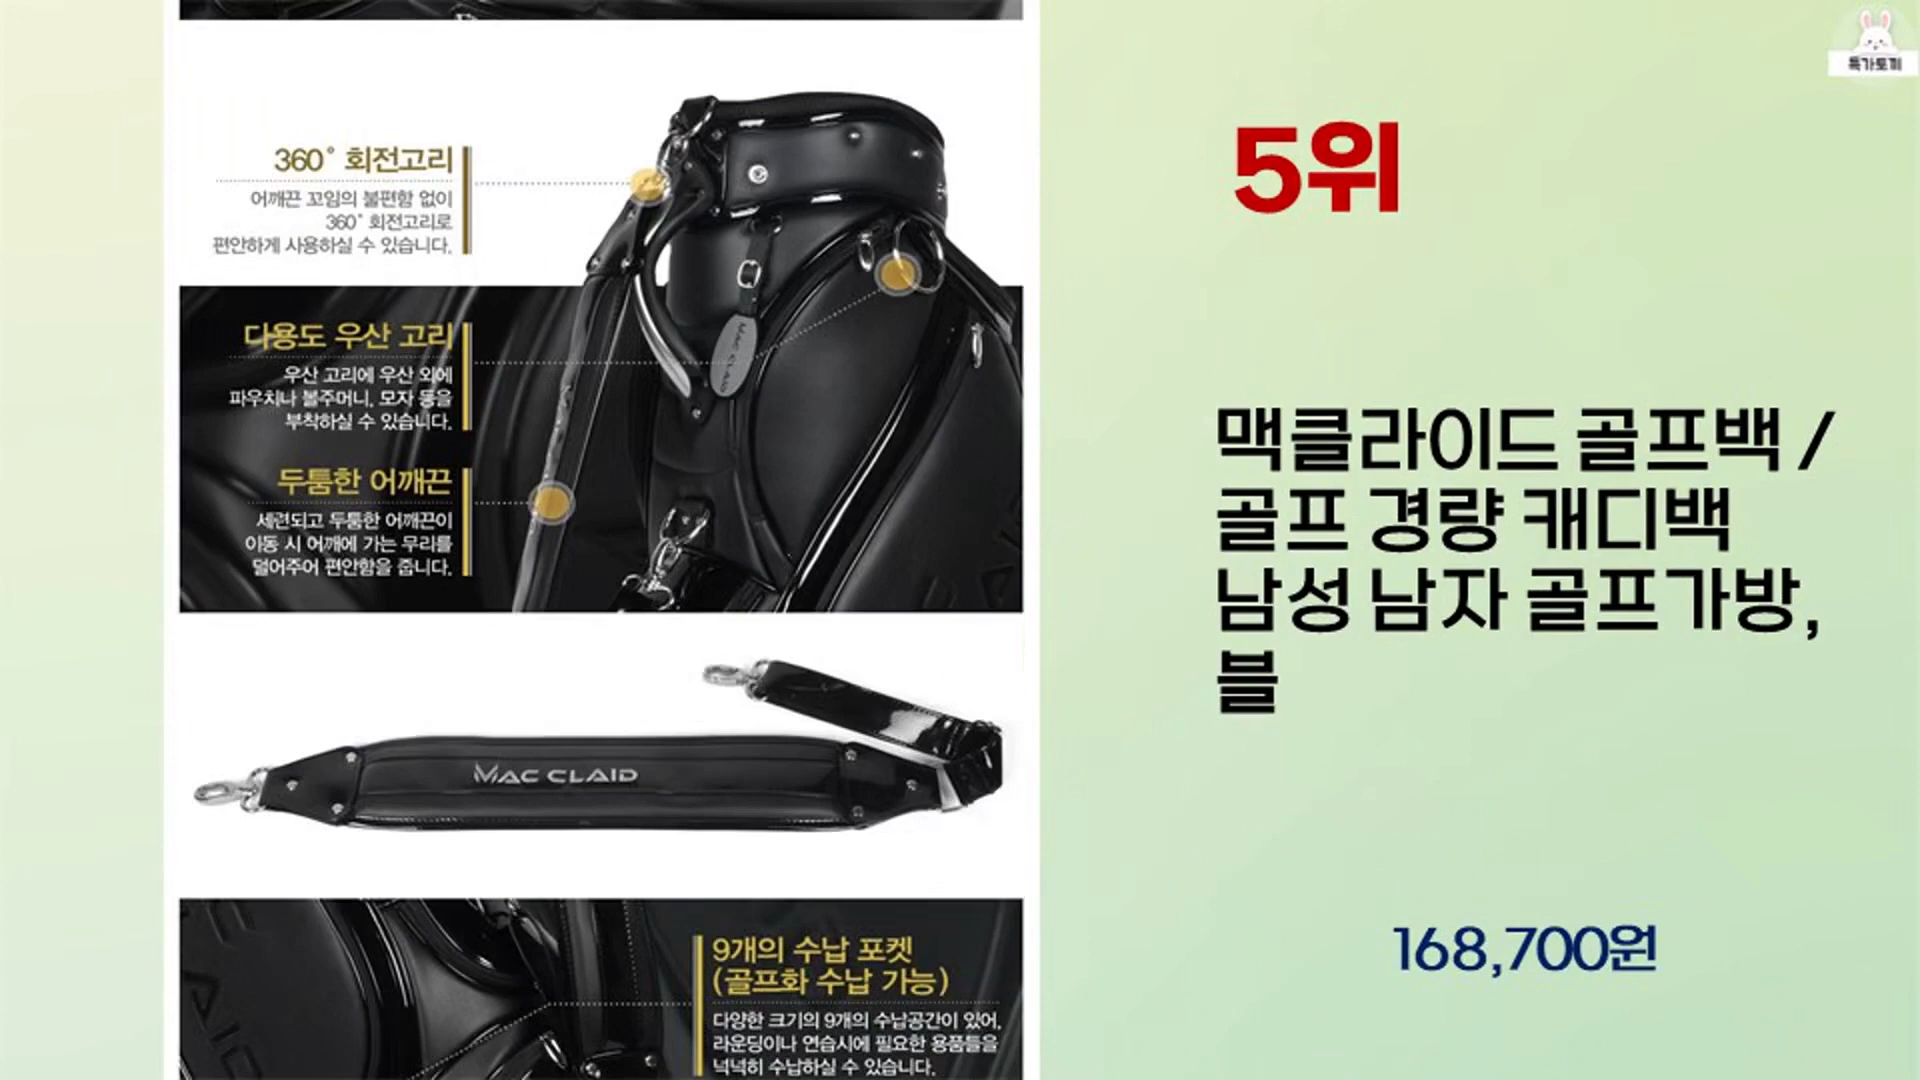 특가토끼
5위
맥클라이드 골프백 /
골프 경량 캐디백
남성 남자 골프가방,
블
168,700원
360° 회전고리
어깨끈 꼬임의 불편함 없이
360° 회전고리로
편안하게 사용하실 수 있습니다.
다용도 우산 고리
우산 고리에 우산 외에
파우치나 볼주머니, 모자 등을
부착하실 수 있습니다.
두툼한 어깨끈
세련되고 두툼한 어깨끈이
이동 시 어깨에 가는 무리를
덜어주어 편안함을 줍니다.
MAC CLAID
MAC CLAID
9개의 수납 포켓
(골프화 수납 가능)
다양한 크기의 9개의 수납공간이 있어,
라운딩이나 연습시에 필요한 용품들을
넉넉히 수납하실 수 있습니다.